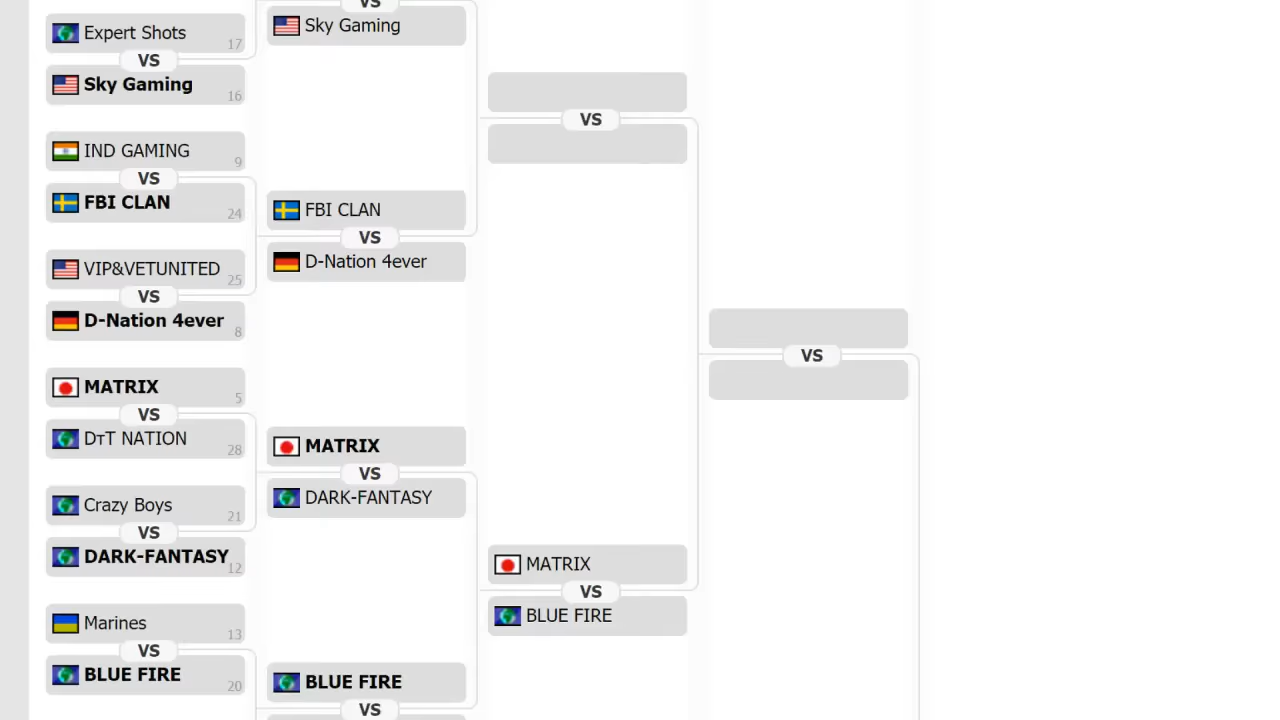 VS
Expert Shots
17
VS
Sky Gaming
16
IND GAMING
9
VS
FBI CLAN
24
VIP&VETUNITED
25
VS
D-Nation 4ever
8
MATRIX
5
VS
DтT NATION
28
Crazy Boys
21
VS
DARK-FANTASY
12
Marines
13
VS
BLUE FIRE
20
Sky Gaming
FBI CLAN
VS
D-Nation 4ever
MATRIX
VS
DARK-FANTASY
BLUE FIRE
VS
VS
MATRIX
VS
BLUE FIRE
VS